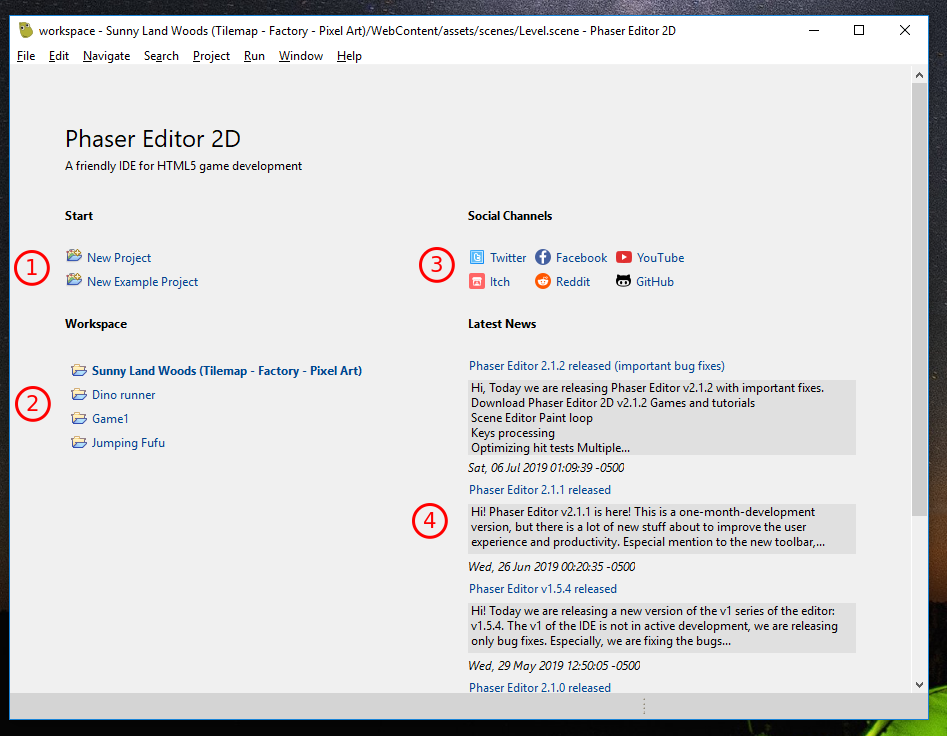 workspace - Sunny Land Woods (Tilemap - Factory - Pixel Art)/WebContent/assets/scenes/Level.scene - Phaser Editor 2D
File Edit Navigate Search Project Run Window Help
Phaser Editor 2D
A friendly IDE for HTML5 game development
Start
1
New Project
New Example Project
Workspace
2
Sunny Land Woods (Tilemap - Factory - Pixel Art)
Dino runner
Game1
Jumping Fufu
Social Channels
3
Twitter Facebook YouTube
Itch Reddit GitHub
Latest News
4
Phaser Editor 2.1.2 released (important bug fixes)
Hi, Today we are releasing Phaser Editor v2.1.2 with important fixes.
Download Phaser Editor 2D v2.1.2 Games and tutorials
Scene Editor Paint loop
Keys processing
Optimizing hit tests Multiple...
Sat, 06 Jul 2019 01:09:39 -0500
Phaser Editor 2.1.1 released
Hi! Phaser Editor v2.1.1 is here! This is a one-month-development
version, but there is a lot of new stuff about to improve the user
experience and productivity. Especial mention to the new toolbar,...
Wed, 26 Jun 2019 00:20:35 -0500
Phaser Editor v1.5.4 released
Hi! Today we are releasing a new version of the v1 series of the editor:
v1.5.4. The v1 of the IDE is not in active development, we are releasing
only bug fixes. Especially, we are fixing the bugs...
Wed, 29 May 2019 12:50:05 -0500
Phaser Editor 2.1.0 released